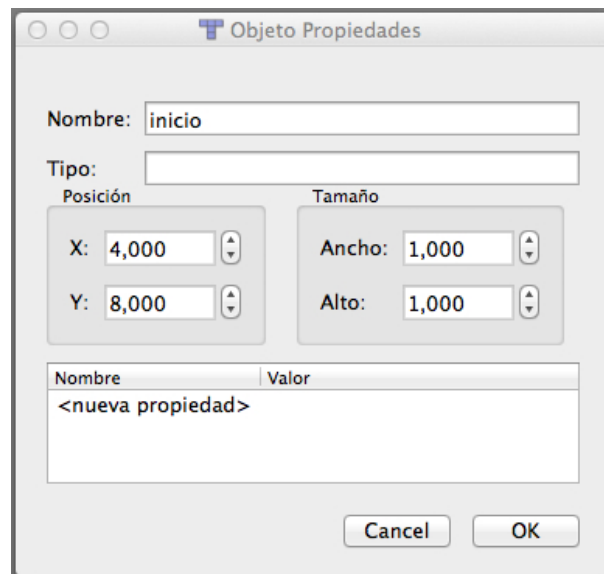 Objeto Propiedades
Nombre: inicio
Tipo:
Posición
X: 4,000
Y: 8,000
Tamaño
Ancho: 1,000
Alto: 1,000
Nombre Valor
<nueva propiedad>
Cancel OK